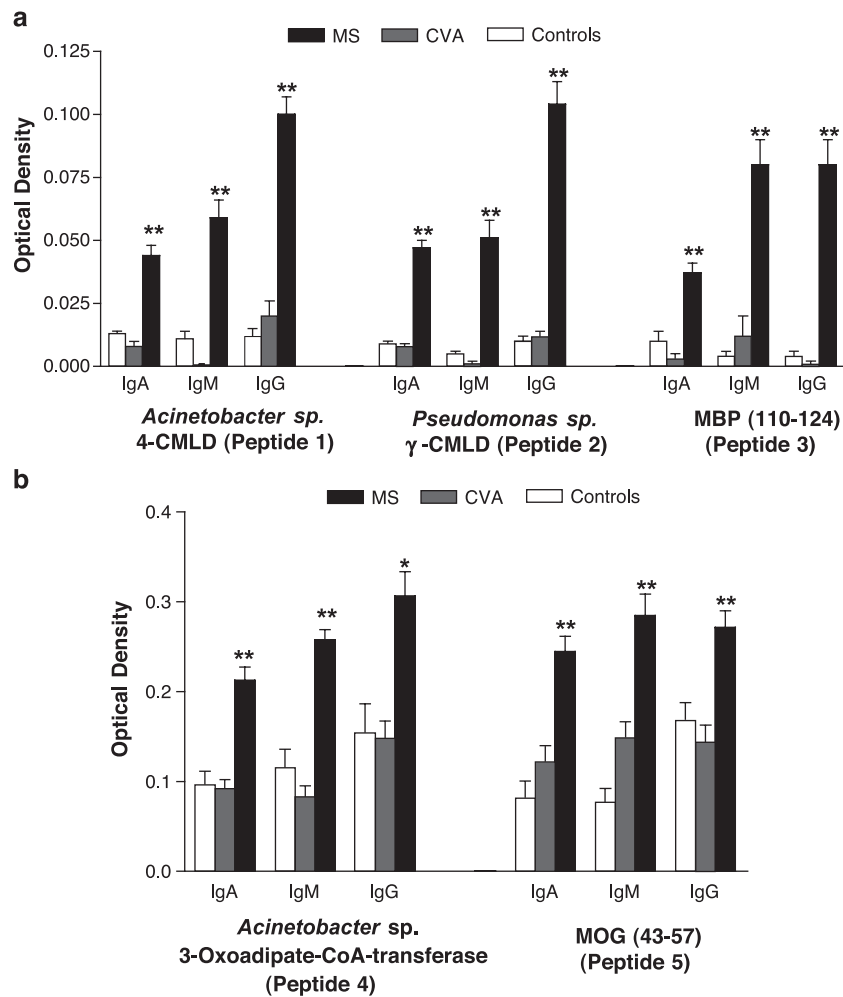 a
MS CVA Controls
0.125
0.100
0.075
0.050
0.025
0.000
Optical Density
** ** ** ** ** ** ** ** **
IgA IgM IgG IgA IgM IgG IgA IgM IgG
Acinetobacter sp. Pseudomonas sp. MBP (110-124)
4-CMLD (Peptide 1) γ-CMLD (Peptide 2) (Peptide 3)
b
MS CVA Controls
0.4
0.3
0.2
0.1
0.0
Optical Density
** ** * ** ** **
IgA IgM IgG IgA IgM IgG
Acinetobacter sp.
3-Oxoadipate-CoA-transferase
(Peptide 4)
MOG (43-57)
(Peptide 5)